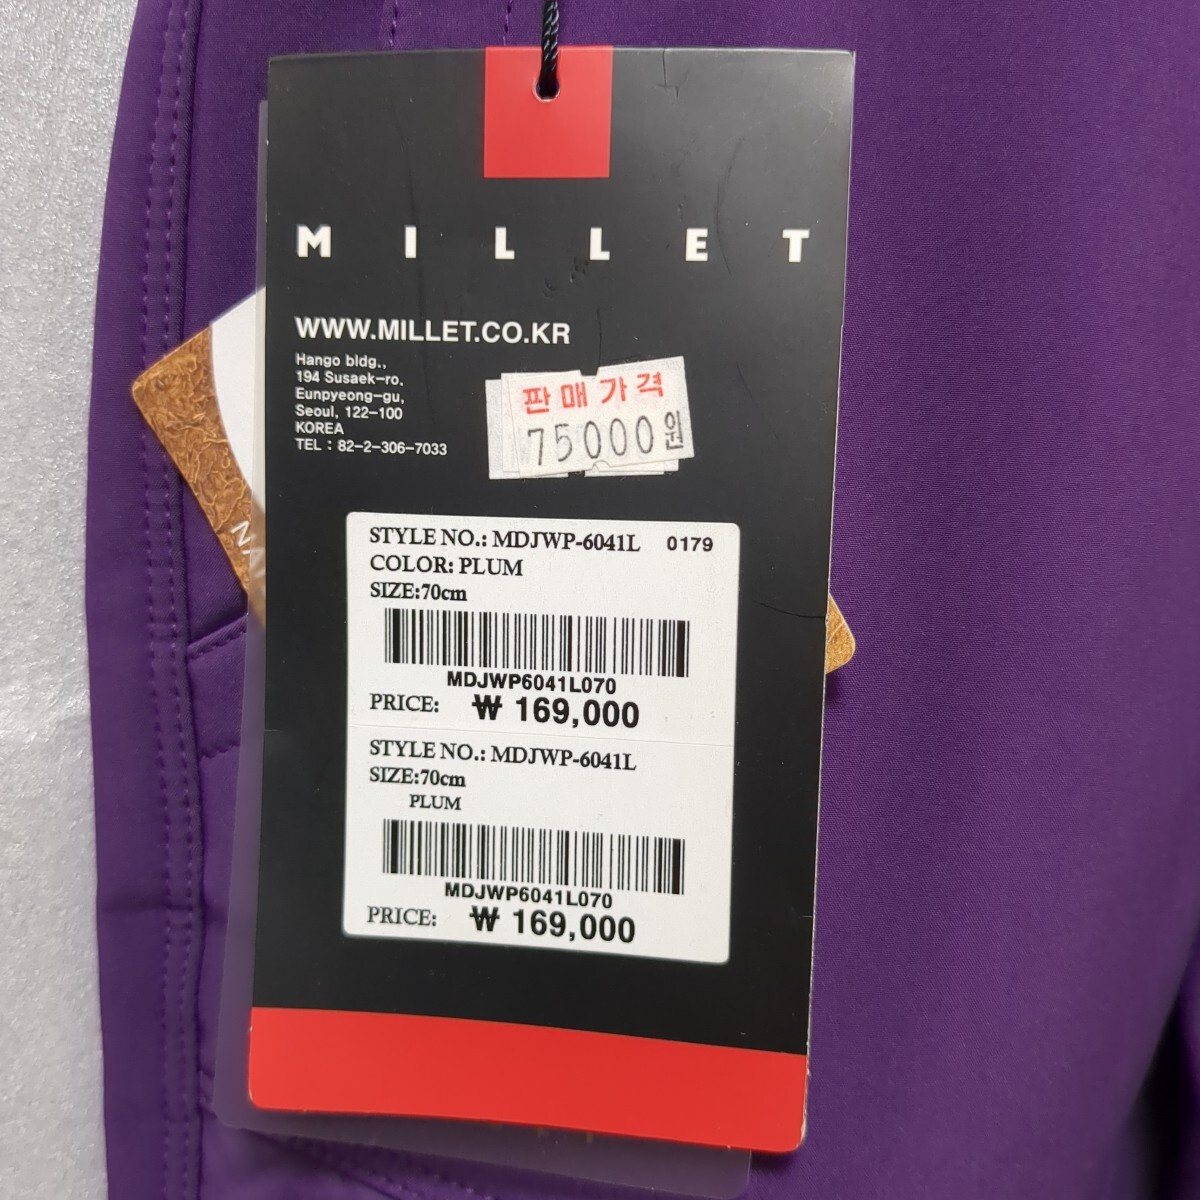 MILLET
WWW.MILLET.CO.KR
Hango bldg.,
194 Susaek-ro,
Eunpyeong-gu,
Seoul, 122-100
KOREA
TEL : 82-2-306-7033
판매가격
75000원
STYLE NO.: MDJWP-6041L 0179
COLOR: PLUM
SIZE:70cm
MDJWP6041L070
PRICE: ₩ 169,000
STYLE NO.: MDJWP-6041L
SIZE:70cm
PLUM
MDJWP6041L070
PRICE: ₩ 169,000